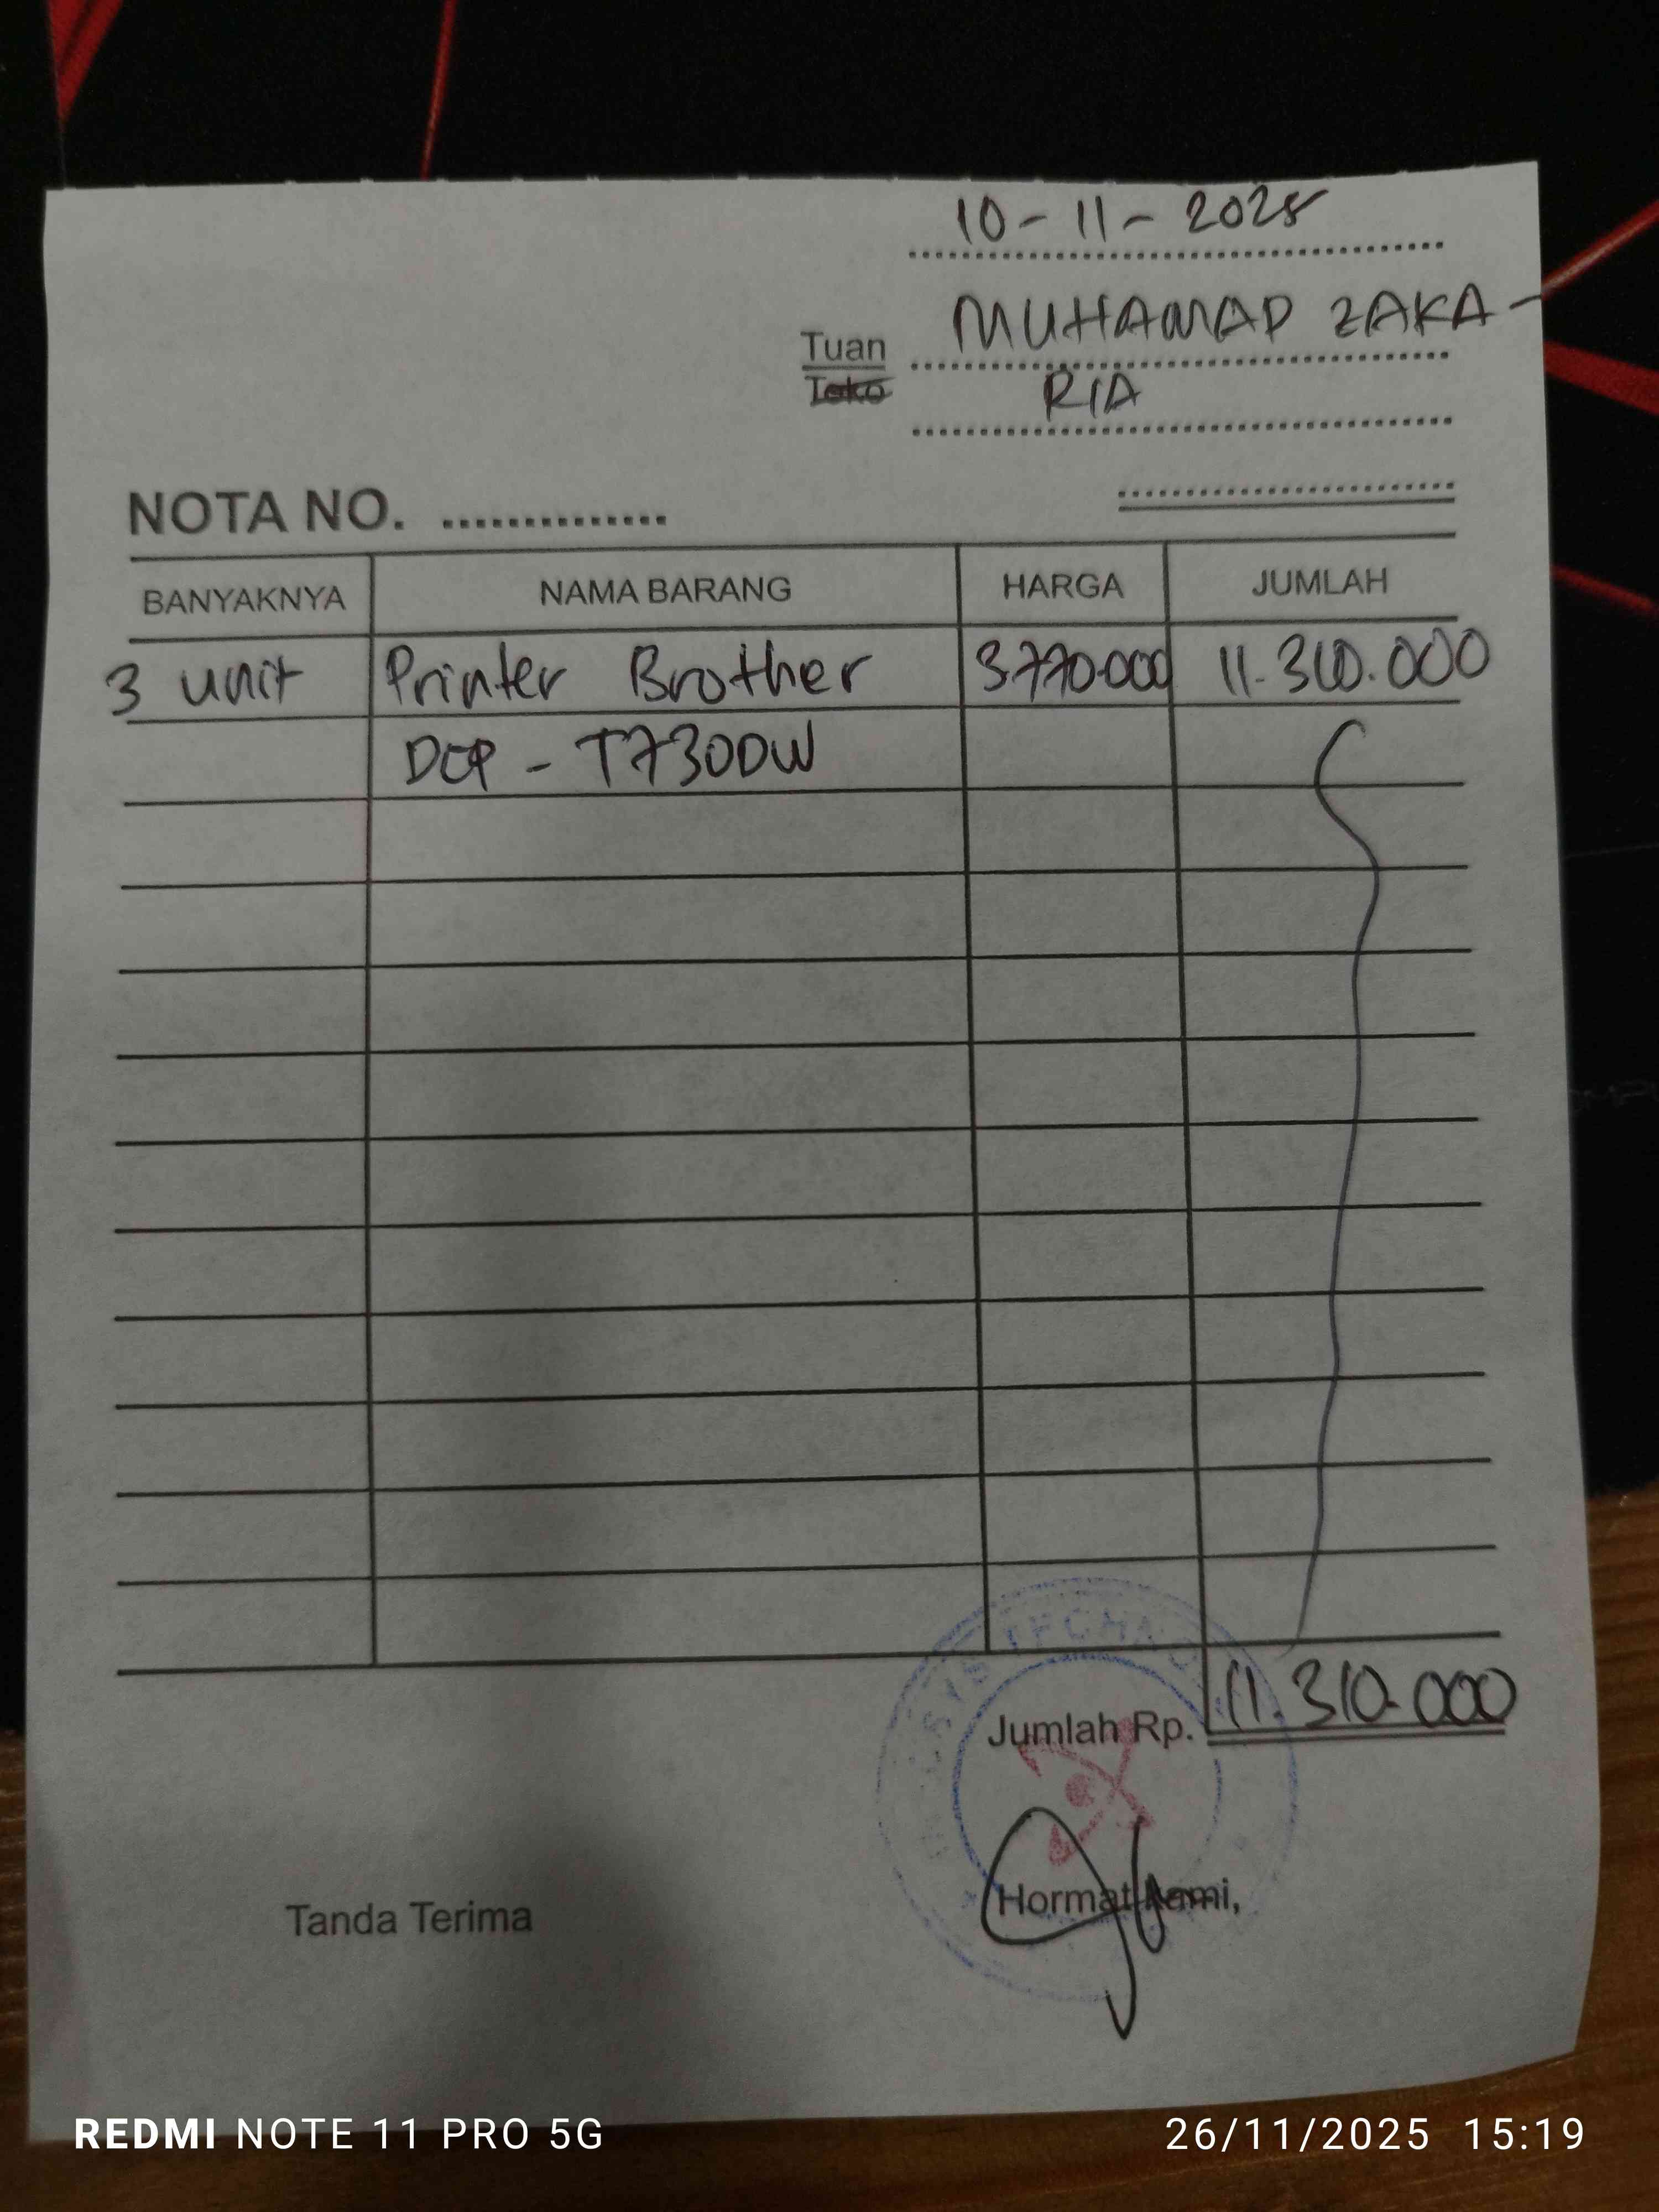 10 - 11 - 2025
MUHAMAD ZAKA -
Tuan
Toko
RIA
NOTA NO. ..............
BANYAKNYA NAMA BARANG HARGA JUMLAH
3 unit Printer Brother 3.770.000 11.310.000
DCP - T730DW
Jumlah Rp. 11.310.000
Tanda Terima Hormat Kami,
REDMI NOTE 11 PRO 5G 26/11/2025 15:19